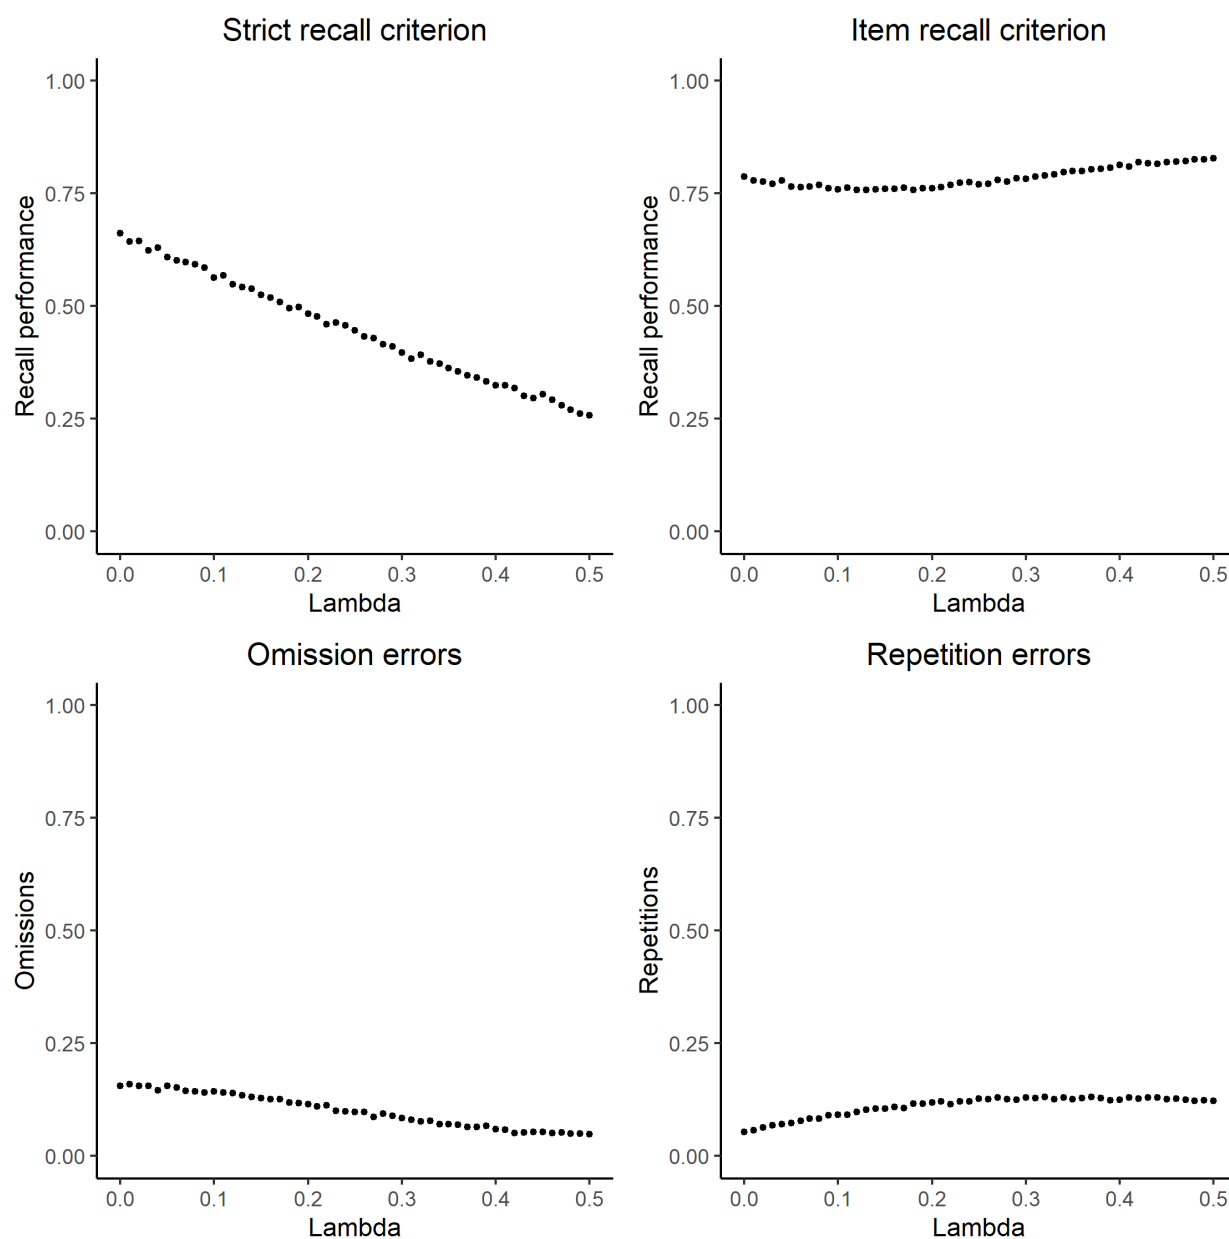 Strict recall criterion
Recall performance
1.00
0.75
0.50
0.25
0.00
0.0 0.1 0.2 0.3 0.4 0.5
Lambda
Item recall criterion
Recall performance
1.00
0.75
0.50
0.25
0.00
0.0 0.1 0.2 0.3 0.4 0.5
Lambda
Omission errors
Omissions
1.00
0.75
0.50
0.25
0.00
0.0 0.1 0.2 0.3 0.4 0.5
Lambda
Repetition errors
Repetitions
1.00
0.75
0.50
0.25
0.00
0.0 0.1 0.2 0.3 0.4 0.5
Lambda